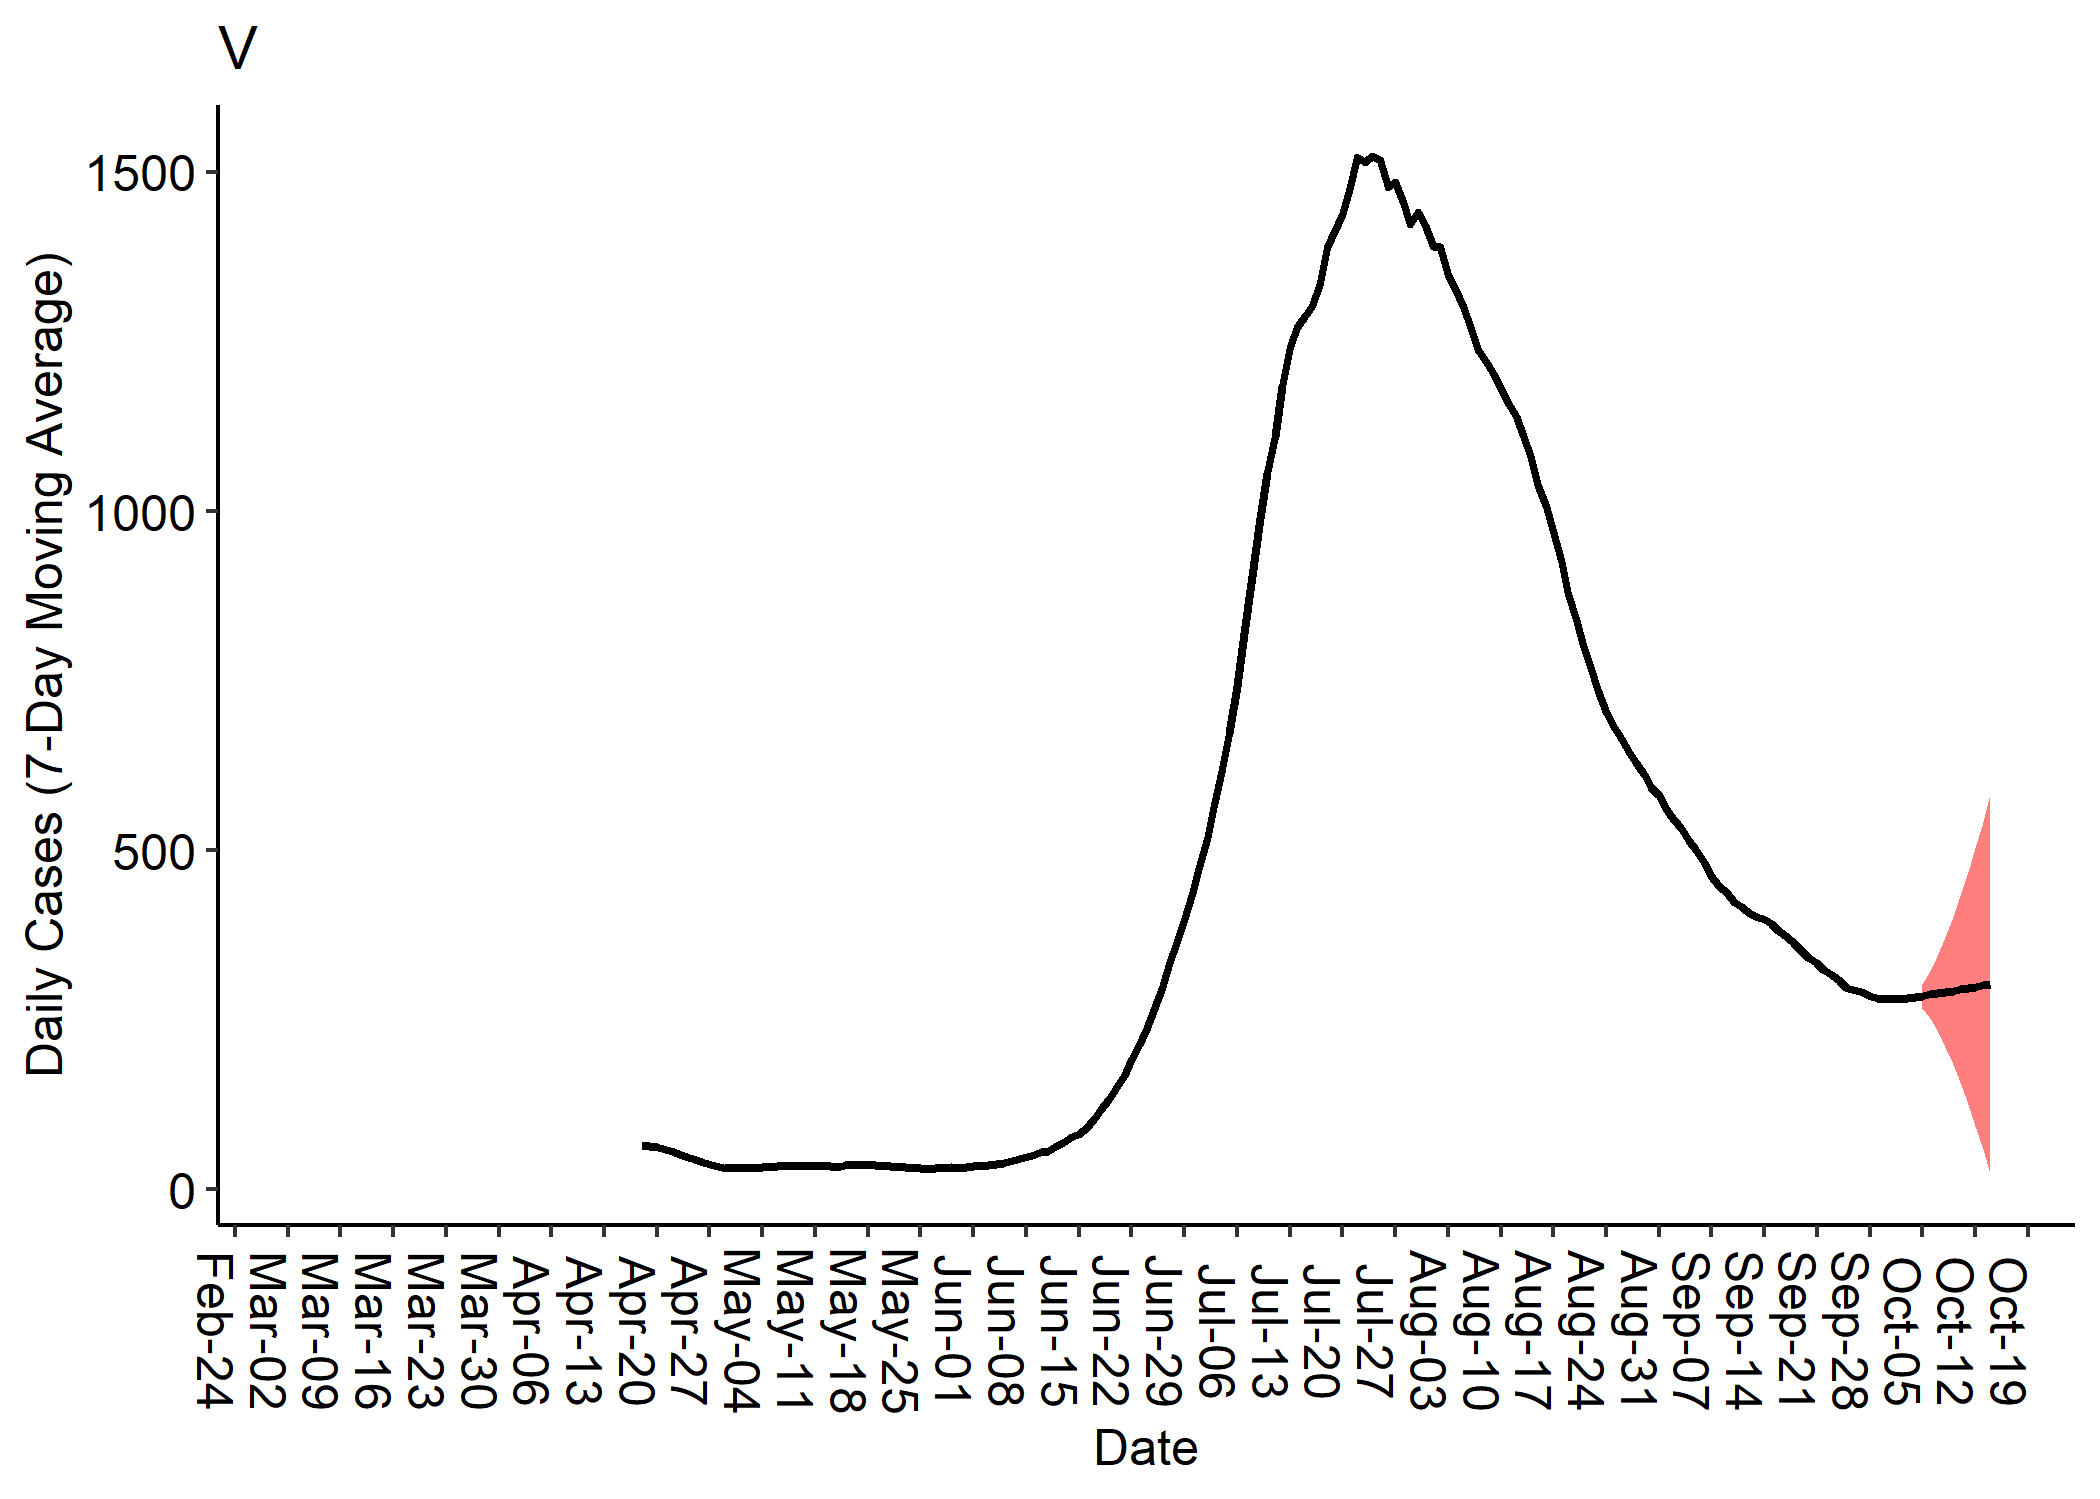 V
Daily Cases (7-Day Moving Average)
1500
1000
500
0
Feb-24
Mar-02
Mar-09
Mar-16
Mar-23
Mar-30
Apr-06
Apr-13
Apr-20
Apr-27
May-04
May-11
May-18
May-25
Jun-01
Jun-08
Jun-15
Jun-22
Jun-29
Jul-06
Jul-13
Jul-20
Jul-27
Aug-03
Aug-10
Aug-17
Aug-24
Aug-31
Sep-07
Sep-14
Sep-21
Sep-28
Oct-05
Oct-12
Oct-19
Date